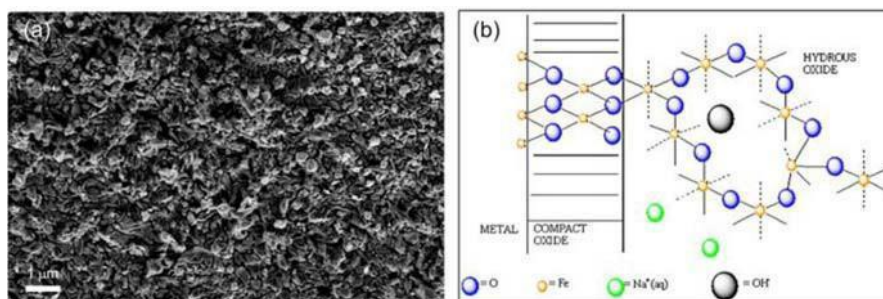 (a)
1 μm
(b)
HYDROUS
OXIDE
METAL
COMPACT
OXIDE
= O
= Fe
= Na⁺(aq)
= OH⁻